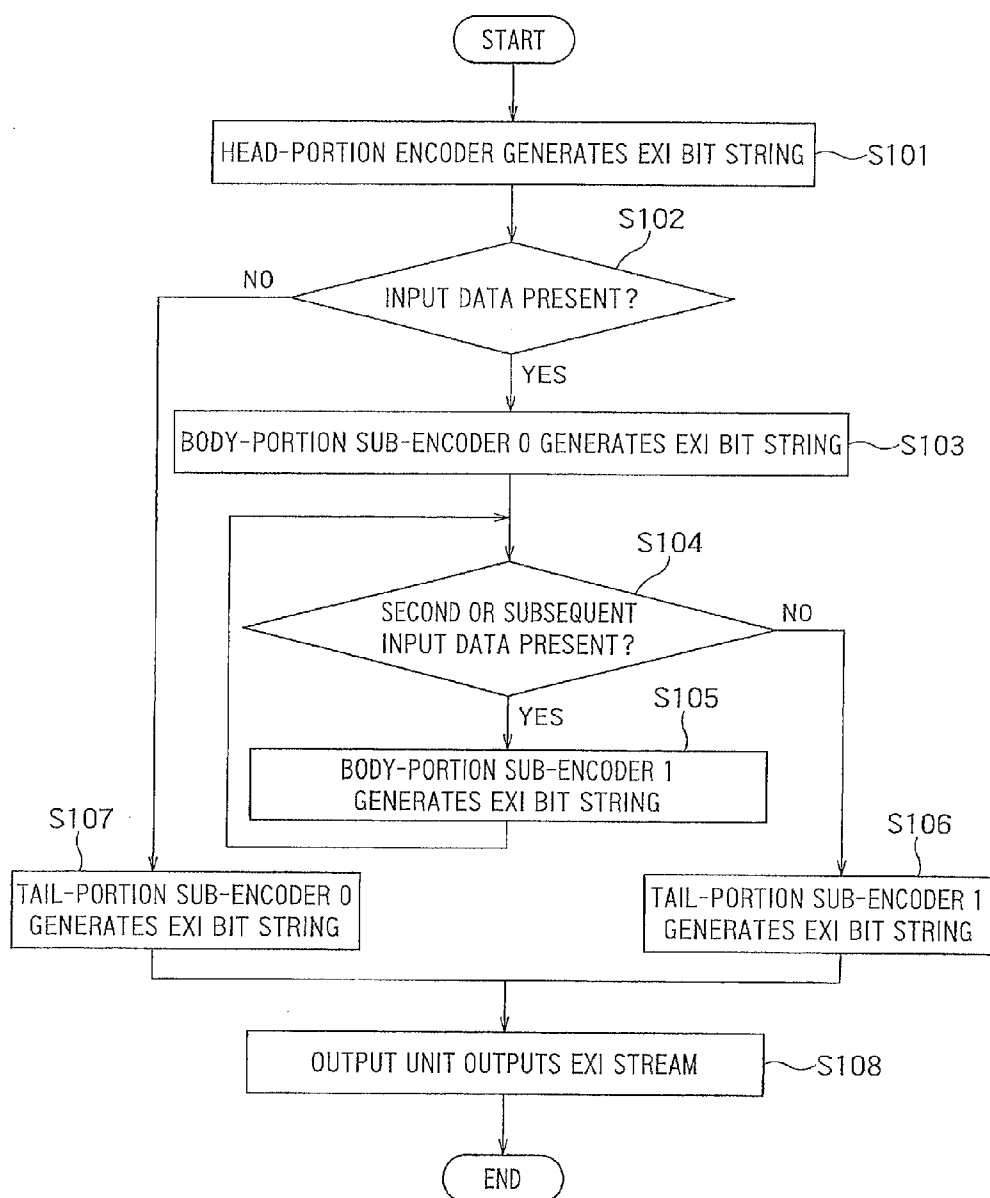 START
HEAD-PORTION ENCODER GENERATES EXI BIT STRING
S101
S102
NO
INPUT DATA PRESENT?
YES
BODY-PORTION SUB-ENCODER 0 GENERATES EXI BIT STRING
S103
S104
SECOND OR SUBSEQUENT
INPUT DATA PRESENT?
NO
YES
S105
BODY-PORTION SUB-ENCODER 1
GENERATES EXI BIT STRING
S107
TAIL-PORTION SUB-ENCODER 0
GENERATES EXI BIT STRING
S106
TAIL-PORTION SUB-ENCODER 1
GENERATES EXI BIT STRING
OUTPUT UNIT OUTPUTS EXI STREAM
S108
END